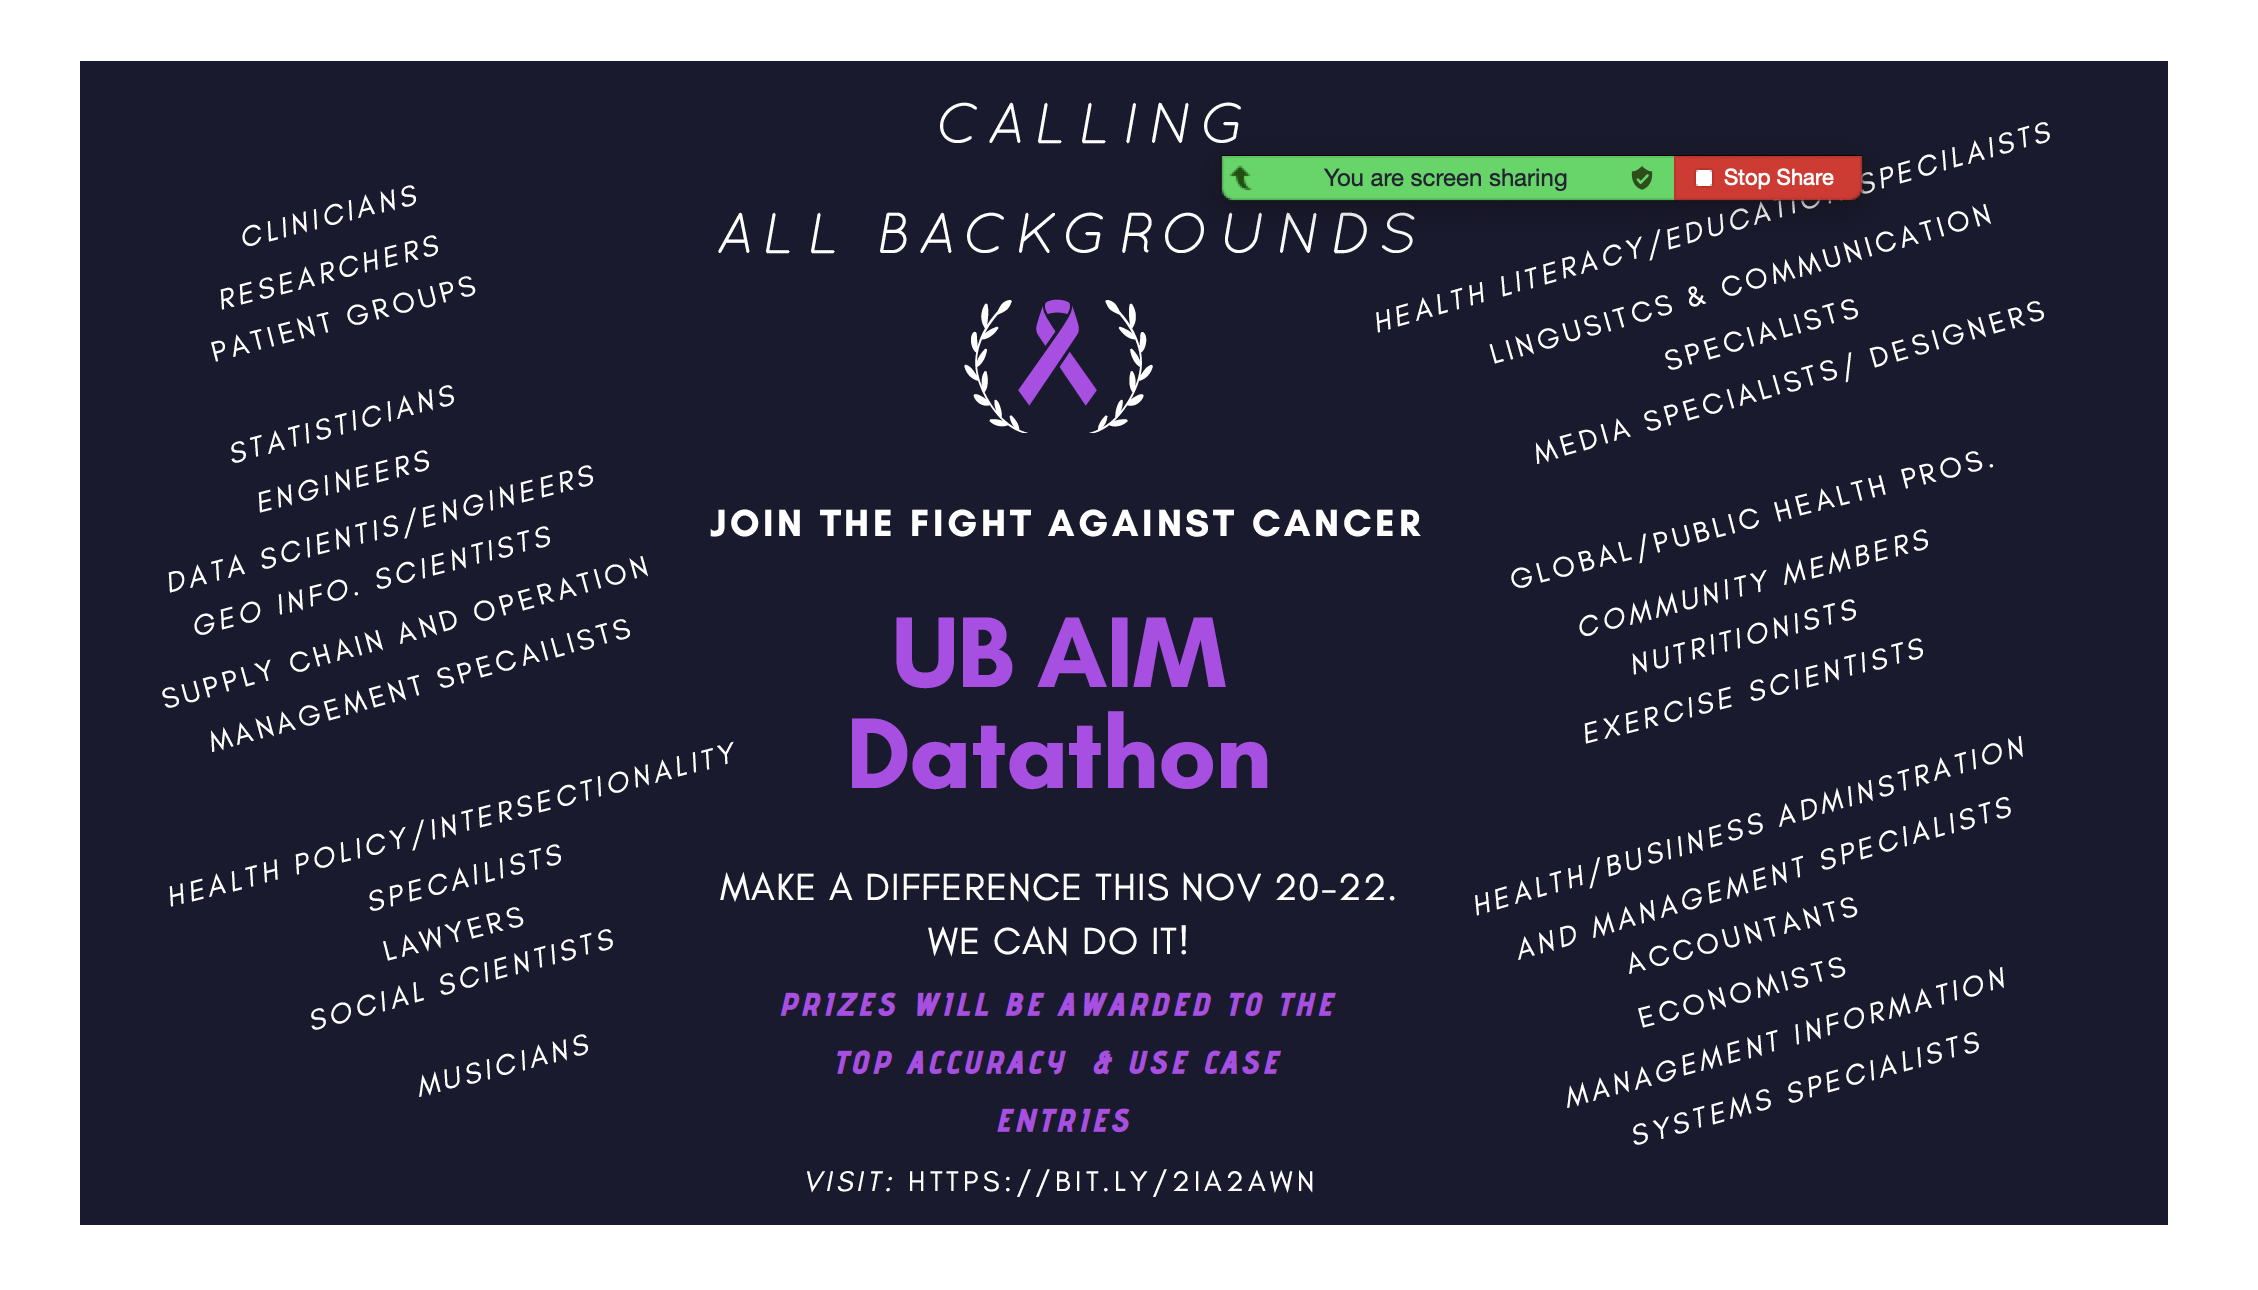 CALLING
ALL BACKGROUNDS
You are screen sharing
Stop Share
CLINICIANS
RESEARCHERS
PATIENT GROUPS
STATISTICIANS
ENGINEERS
DATA SCIENTIS/ENGINEERS
GEO INFO. SCIENTISTS
SUPPLY CHAIN AND OPERATION
MANAGEMENT SPECAILISTS
HEALTH POLICY/INTERSECTIONALITY
SPECAILISTS
LAWYERS
SOCIAL SCIENTISTS
MUSICIANS
JOIN THE FIGHT AGAINST CANCER
UB AIM
Datathon
MAKE A DIFFERENCE THIS NOV 20-22.
WE CAN DO IT!
PRIZES WILL BE AWARDED TO THE
TOP ACCURACY & USE CASE
ENTRIES
VISIT: HTTPS://BIT.LY/2IA2AWN
HEALTH LITERACY/EDUCATION SPECILAISTS
LINGUSITCS & COMMUNICATION
SPECIALISTS
MEDIA SPECIALISTS/ DESIGNERS
GLOBAL/PUBLIC HEALTH PROS.
COMMUNITY MEMBERS
NUTRITIONISTS
EXERCISE SCIENTISTS
HEALTH/BUSIINESS ADMINSTRATION
AND MANAGEMENT SPECIALISTS
ACCOUNTANTS
ECONOMISTS
MANAGEMENT INFORMATION
SYSTEMS SPECIALISTS